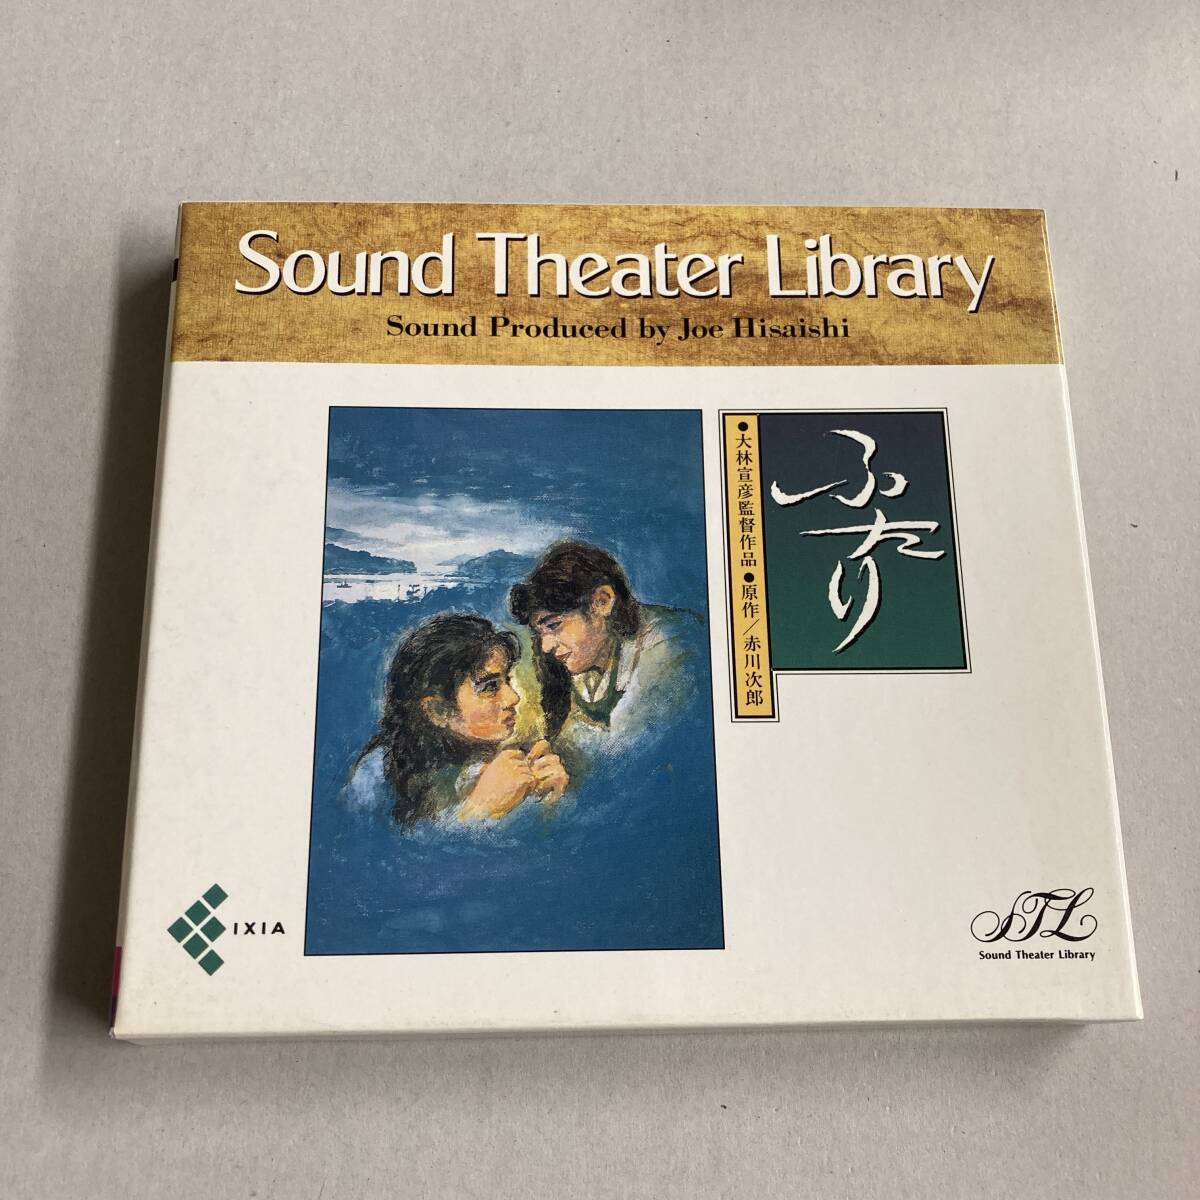 Sound Theater Library
Sound Produced by Joe Hisaishi
ふたり
●大林宣彦監督作品●原作/赤川次郎
IXIA
STL
Sound Theater Library